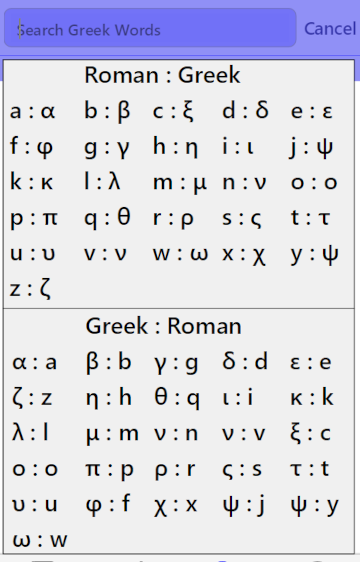 Search Greek Words Cancel
Roman : Greek
a : α b : β c : ξ d : δ e : ε
f : φ g : γ h : η i : ι j : ψ
k : κ l : λ m : μ n : ν o : ο
p : π q : θ r : ρ s : ς t : τ
u : υ v : ν w : ω x : χ y : ψ
z : ζ
Greek : Roman
α : a β : b γ : g δ : d ε : e
ζ : z η : h θ : q ι : i κ : k
λ : l μ : m ν : n ν : v ξ : c
ο : o π : p ρ : r ς : s τ : t
υ : u φ : f χ : x ψ : j ψ : y
ω : w